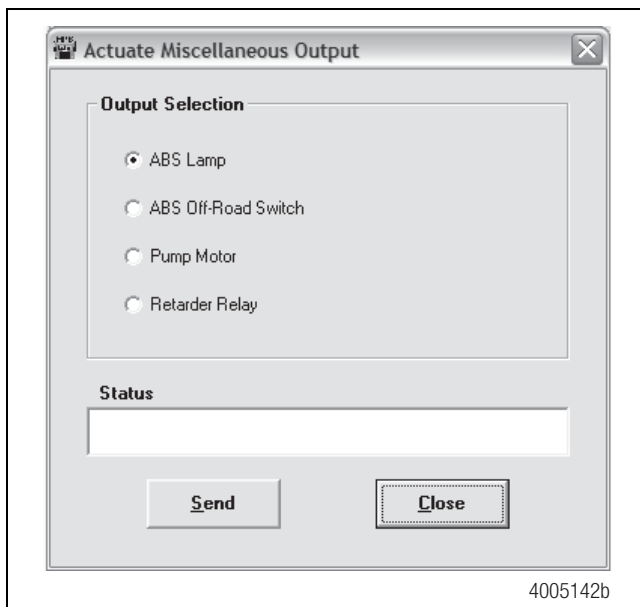 Actuate Miscellaneous Output
Output Selection
ABS Lamp
ABS Off-Road Switch
Pump Motor
Retarder Relay
Status
Send
Close
4005142b